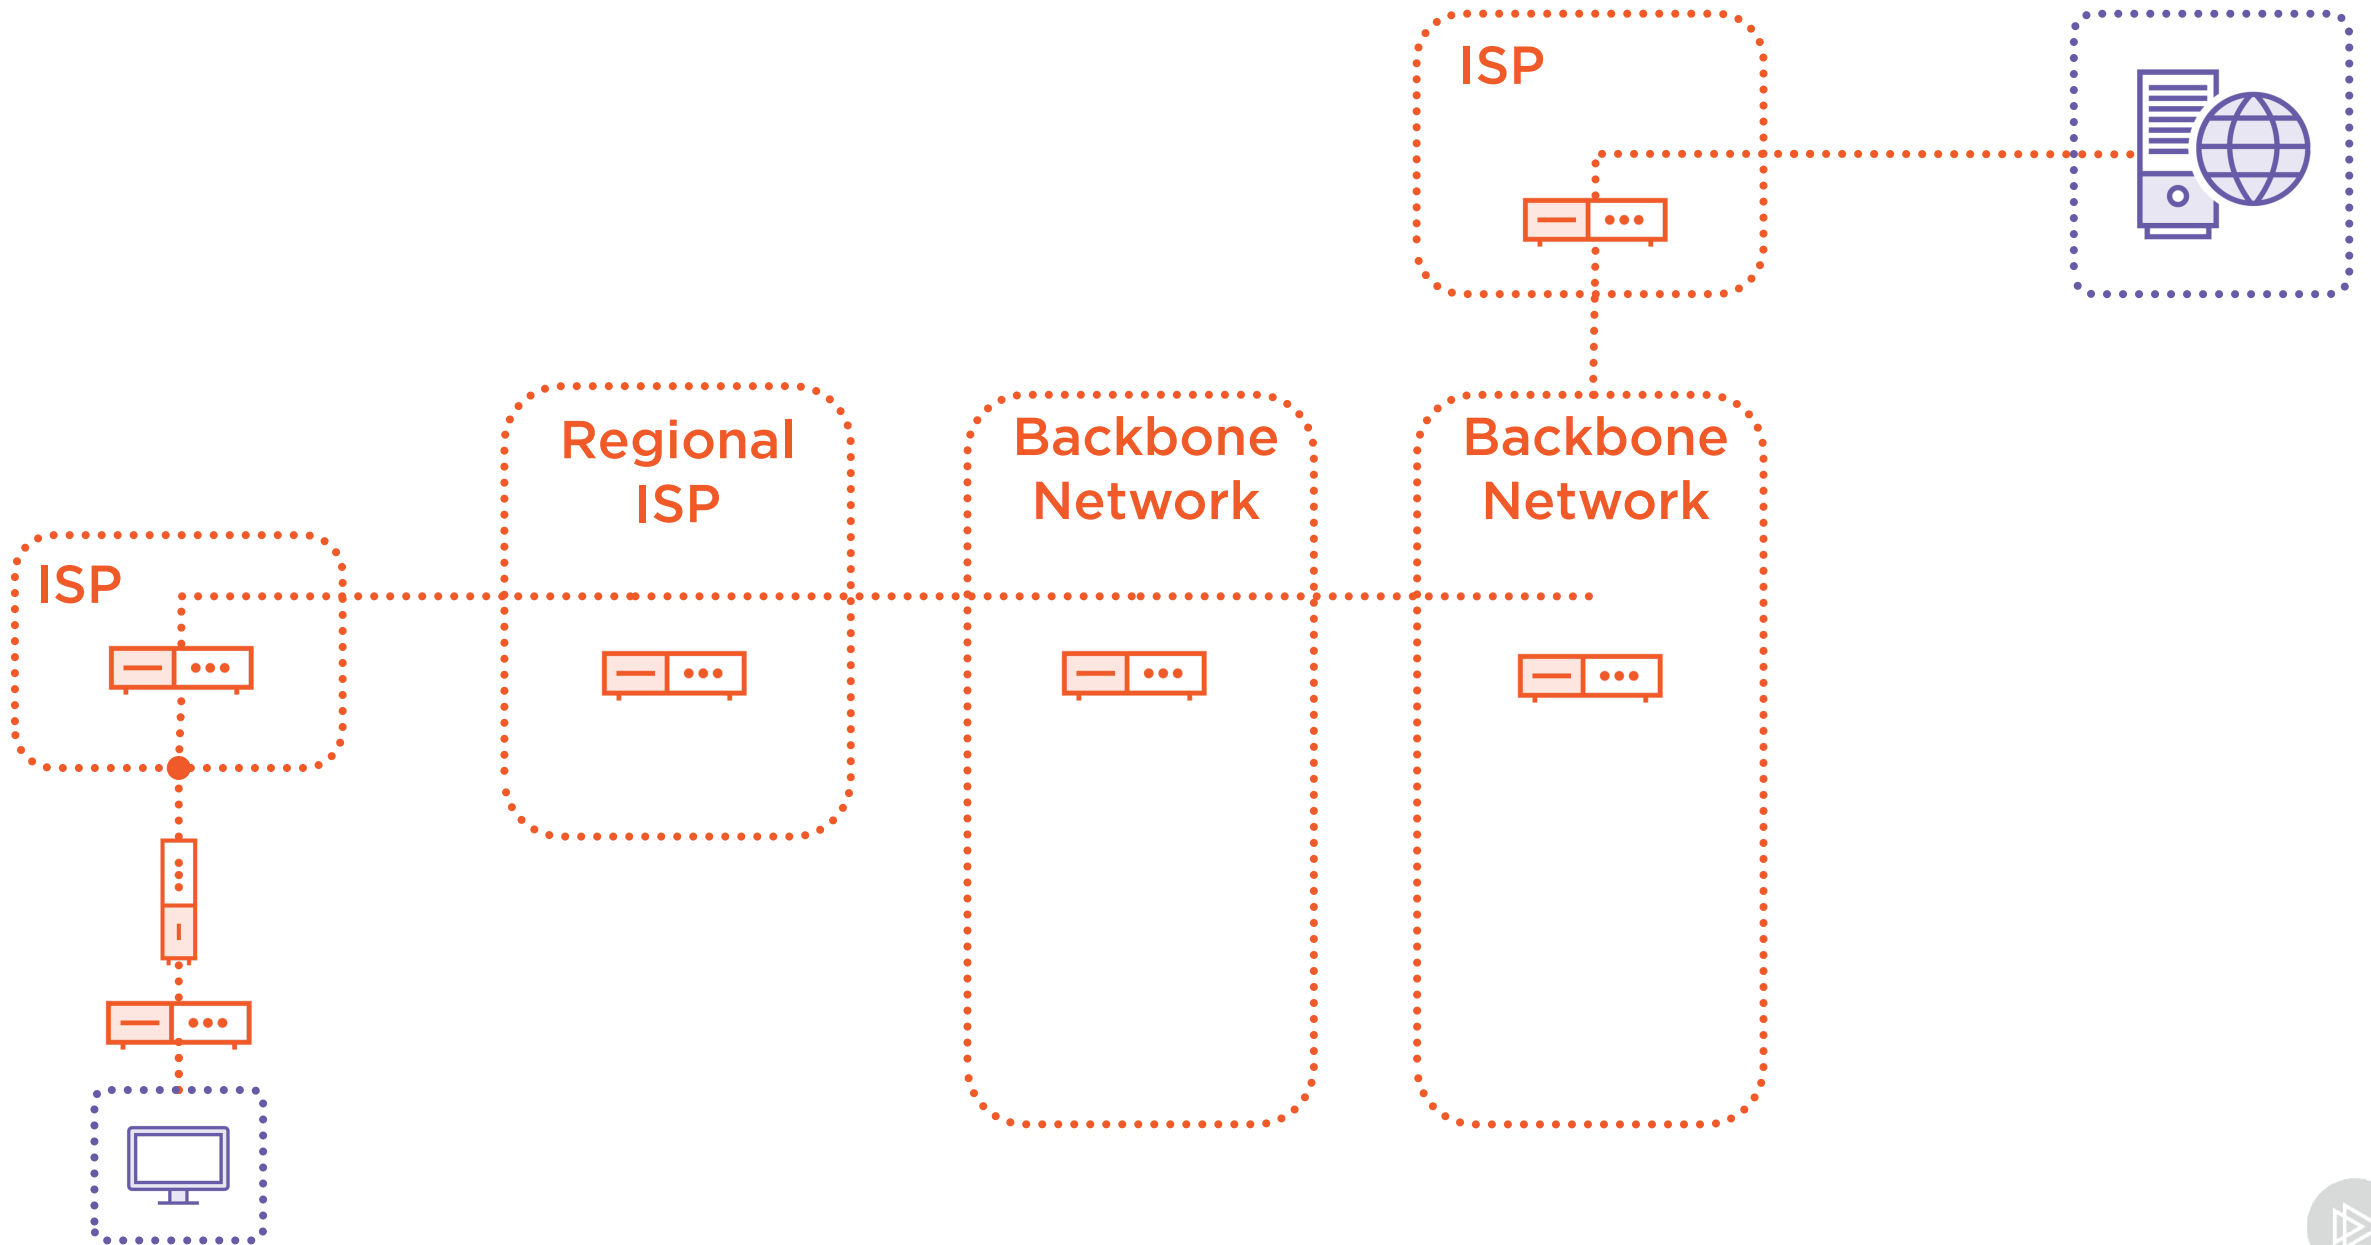 ISP
Regional
ISP
Backbone
Network
Backbone
Network
ISP